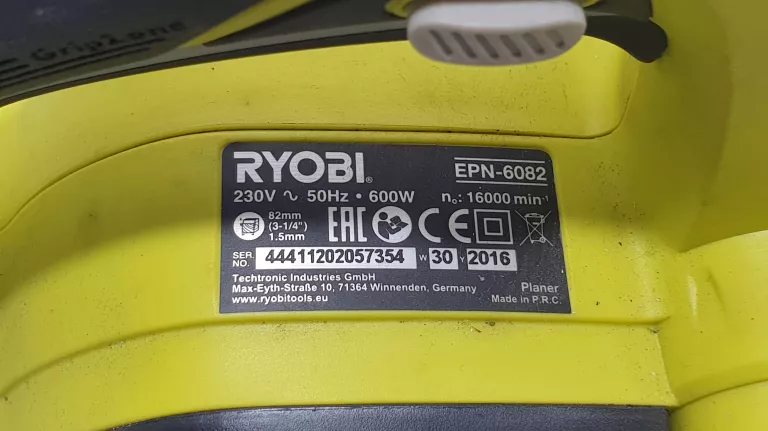 GripZone
RYOBI®
EPN-6082
230V ∿ 50Hz • 600W n₀: 16000 min⁻¹
82mm
(3-1/4")
1.5mm
EAC CE
SER. NO. 44411202057354 W 30 Y 2016
Techtronic Industries GmbH
Max-Eyth-Straße 10, 71364 Winnenden, Germany
www.ryobitools.eu
Planer
Made in P.R.C.